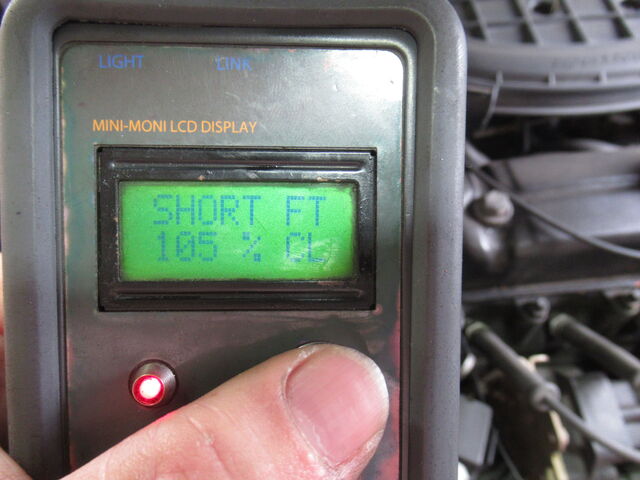 LIGHT LINK
MINI-MONI LCD DISPLAY
SHORT FT
105 % CL